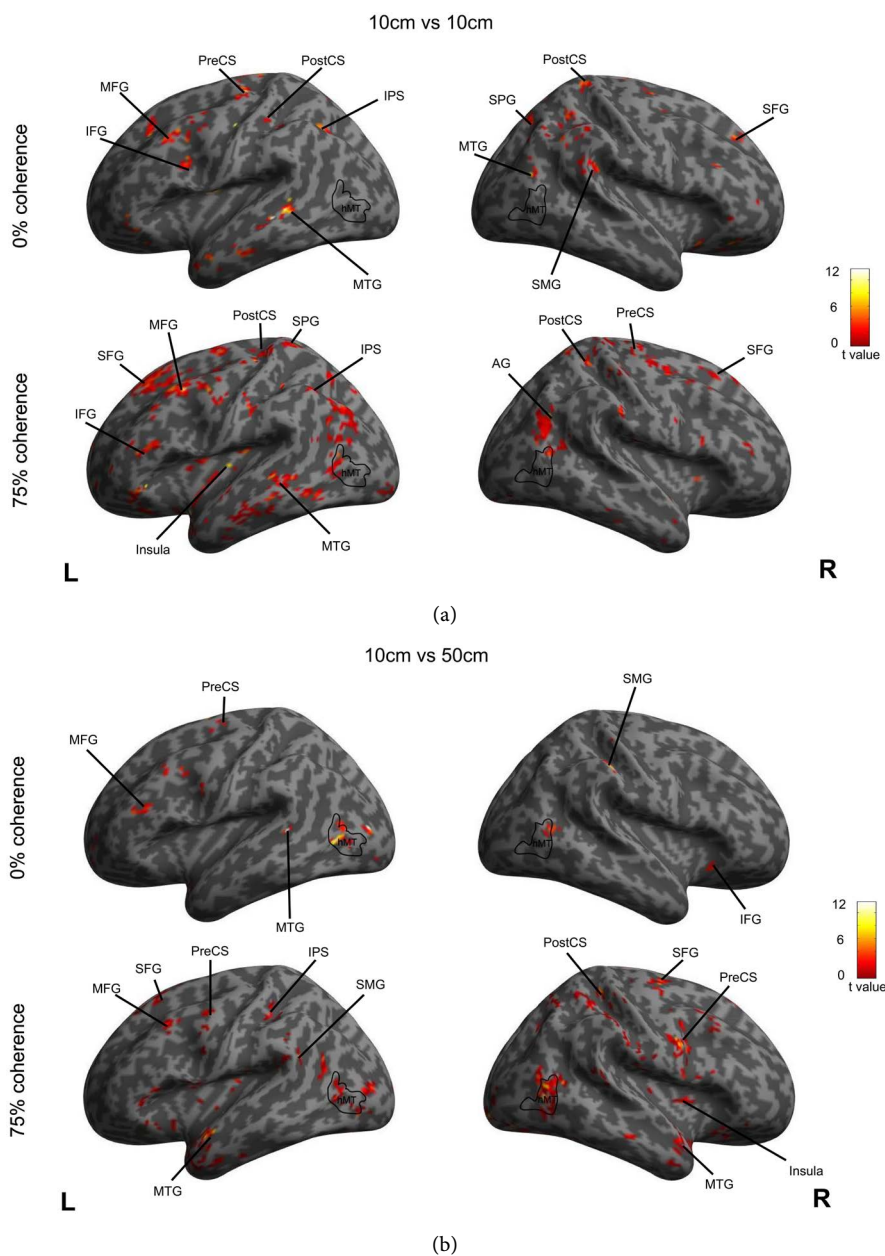 10cm vs 10cm
0% coherence
PreCS
PostCS
MFG
IPS
IFG
hMT
MTG
PostCS
SPG
SFG
MTG
hMT
SMG
12
6
0
t value
75% coherence
PostCS
SPG
MFG
SFG
IPS
IFG
hMT
Insula
MTG
PreCS
PostCS
SFG
AG
hMT
L
R
(a)
10cm vs 50cm
0% coherence
PreCS
MFG
hMT
MTG
SMG
hMT
IFG
12
6
0
t value
75% coherence
PreCS
IPS
SFG
MFG
SMG
hMT
MTG
PostCS
SFG
PreCS
hMT
Insula
MTG
L
R
(b)